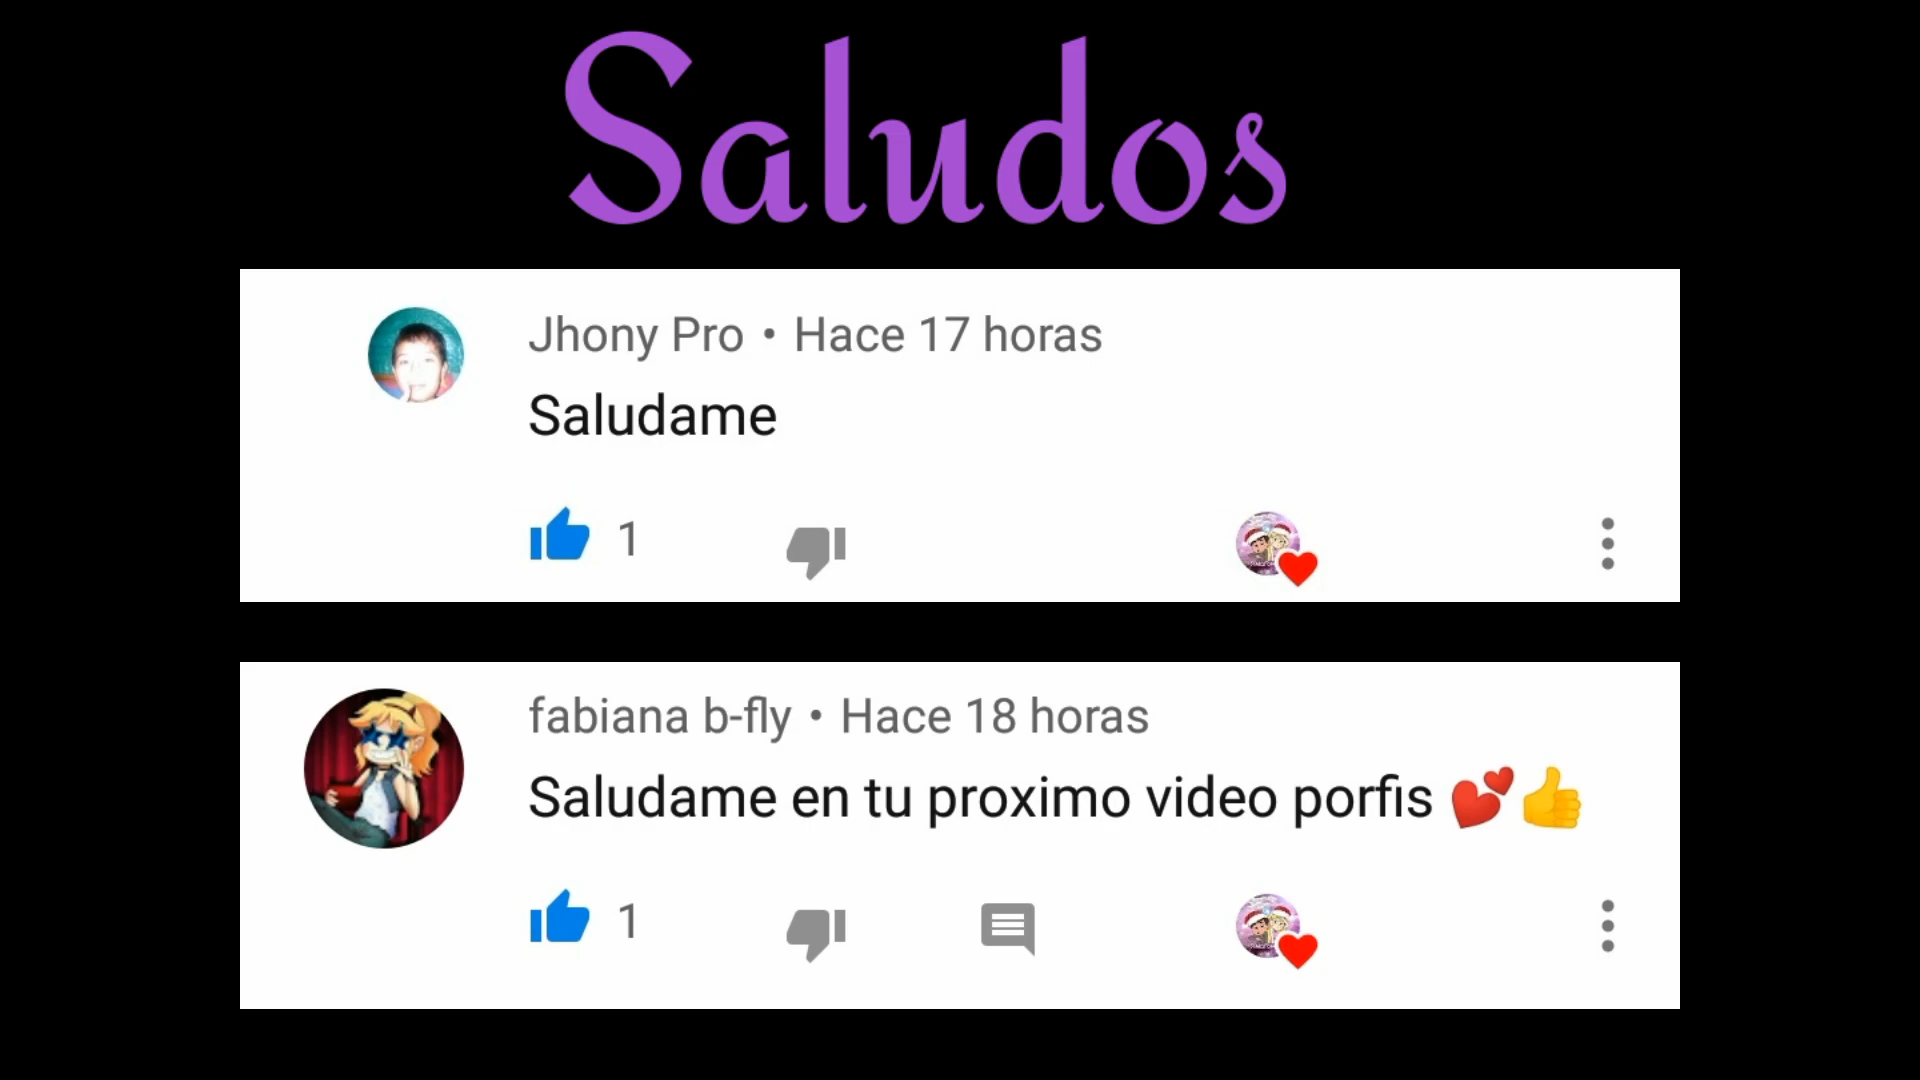 Saludos
Jhony Pro • Hace 17 horas
Saludame
1
fabiana b-fly • Hace 18 horas
Saludame en tu proximo video porfis 💕👍
1